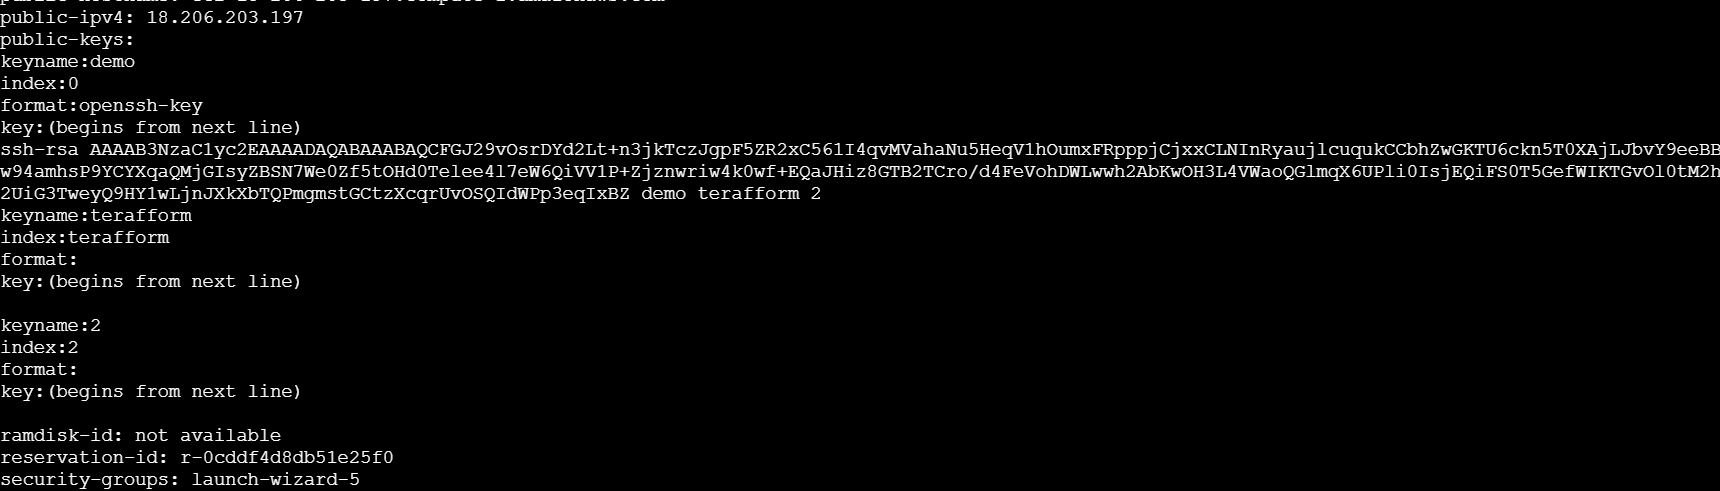 public-ipv4: 18.206.203.197
public-keys:
keyname:demo
index:0
format:openssh-key
key:(begins from next line)
ssh-rsa AAAAB3NzaC1yc2EAAAADAQABAAABAQCFGJ29vOsrDYd2Lt+n3jkTczJgpF5ZR2xC561I4qvMVahaNu5HeqV1hOumxFRpppjCjxxCLNInRyaujlcuqukCCbhZwGKTU6ckn5T0XAjLJbvY9eeBB
w94amhsP9YCYXqaQMjGIsyZBSN7We0Zf5tOHd0Telee4l7eW6QiVV1P+Zjznwriw4k0wf+EQaJHiz8GTB2TCro/d4FeVohDWLwwh2AbKwOH3L4VWaoQGlmqX6UPli0IsjEQiFS0T5GefWIKTGvOl0tM2h
2UiG3TweyQ9HY1wLjnJXkXbTQPmgmstGCtzXcqrUvOSQIdWPp3eqIxBZ demo terafform 2
keyname:terafform
index:terafform
format:
key:(begins from next line)
keyname:2
index:2
format:
key:(begins from next line)
ramdisk-id: not available
reservation-id: r-0cddf4d8db51e25f0
security-groups: launch-wizard-5